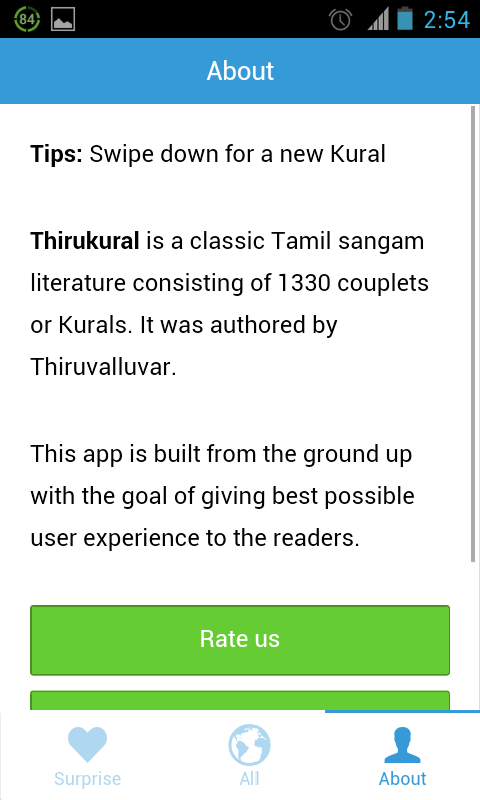 84
2:54
About
Tips: Swipe down for a new Kural
Thirukural is a classic Tamil sangam
literature consisting of 1330 couplets
or Kurals. It was authored by
Thiruvalluvar.
This app is built from the ground up
with the goal of giving best possible
user experience to the readers.
Rate us
Surprise
All
About